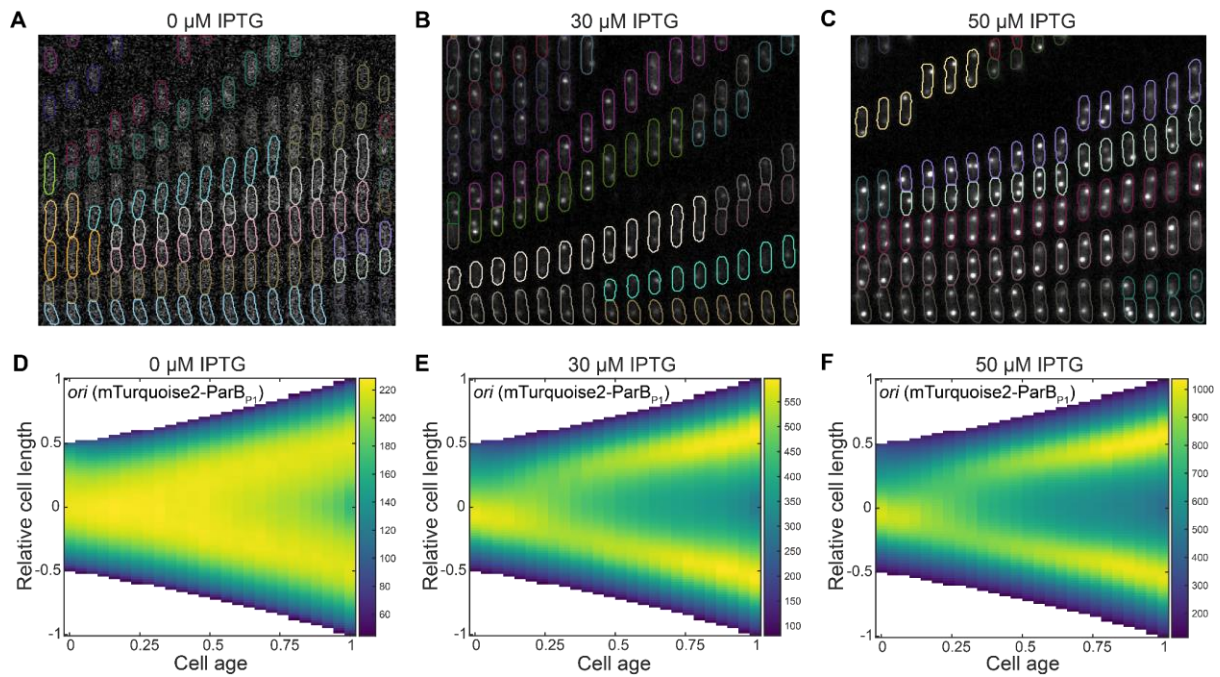 A
0 µM IPTG
B
30 µM IPTG
C
50 µM IPTG
D
0 µM IPTG
ori (mTurquoise2-ParBP1)
Relative cell length
1
0.5
0
-0.5
-1
0
0.25
0.5
0.75
1
Cell age
220
200
180
160
140
120
100
80
60
E
30 µM IPTG
ori (mTurquoise2-ParBP1)
Relative cell length
1
0.5
0
-0.5
-1
0
0.25
0.5
0.75
1
Cell age
550
500
450
400
350
300
250
200
150
100
F
50 µM IPTG
ori (mTurquoise2-ParBP1)
Relative cell length
1
0.5
0
-0.5
-1
0
0.25
0.5
0.75
1
Cell age
1000
900
800
700
600
500
400
300
200